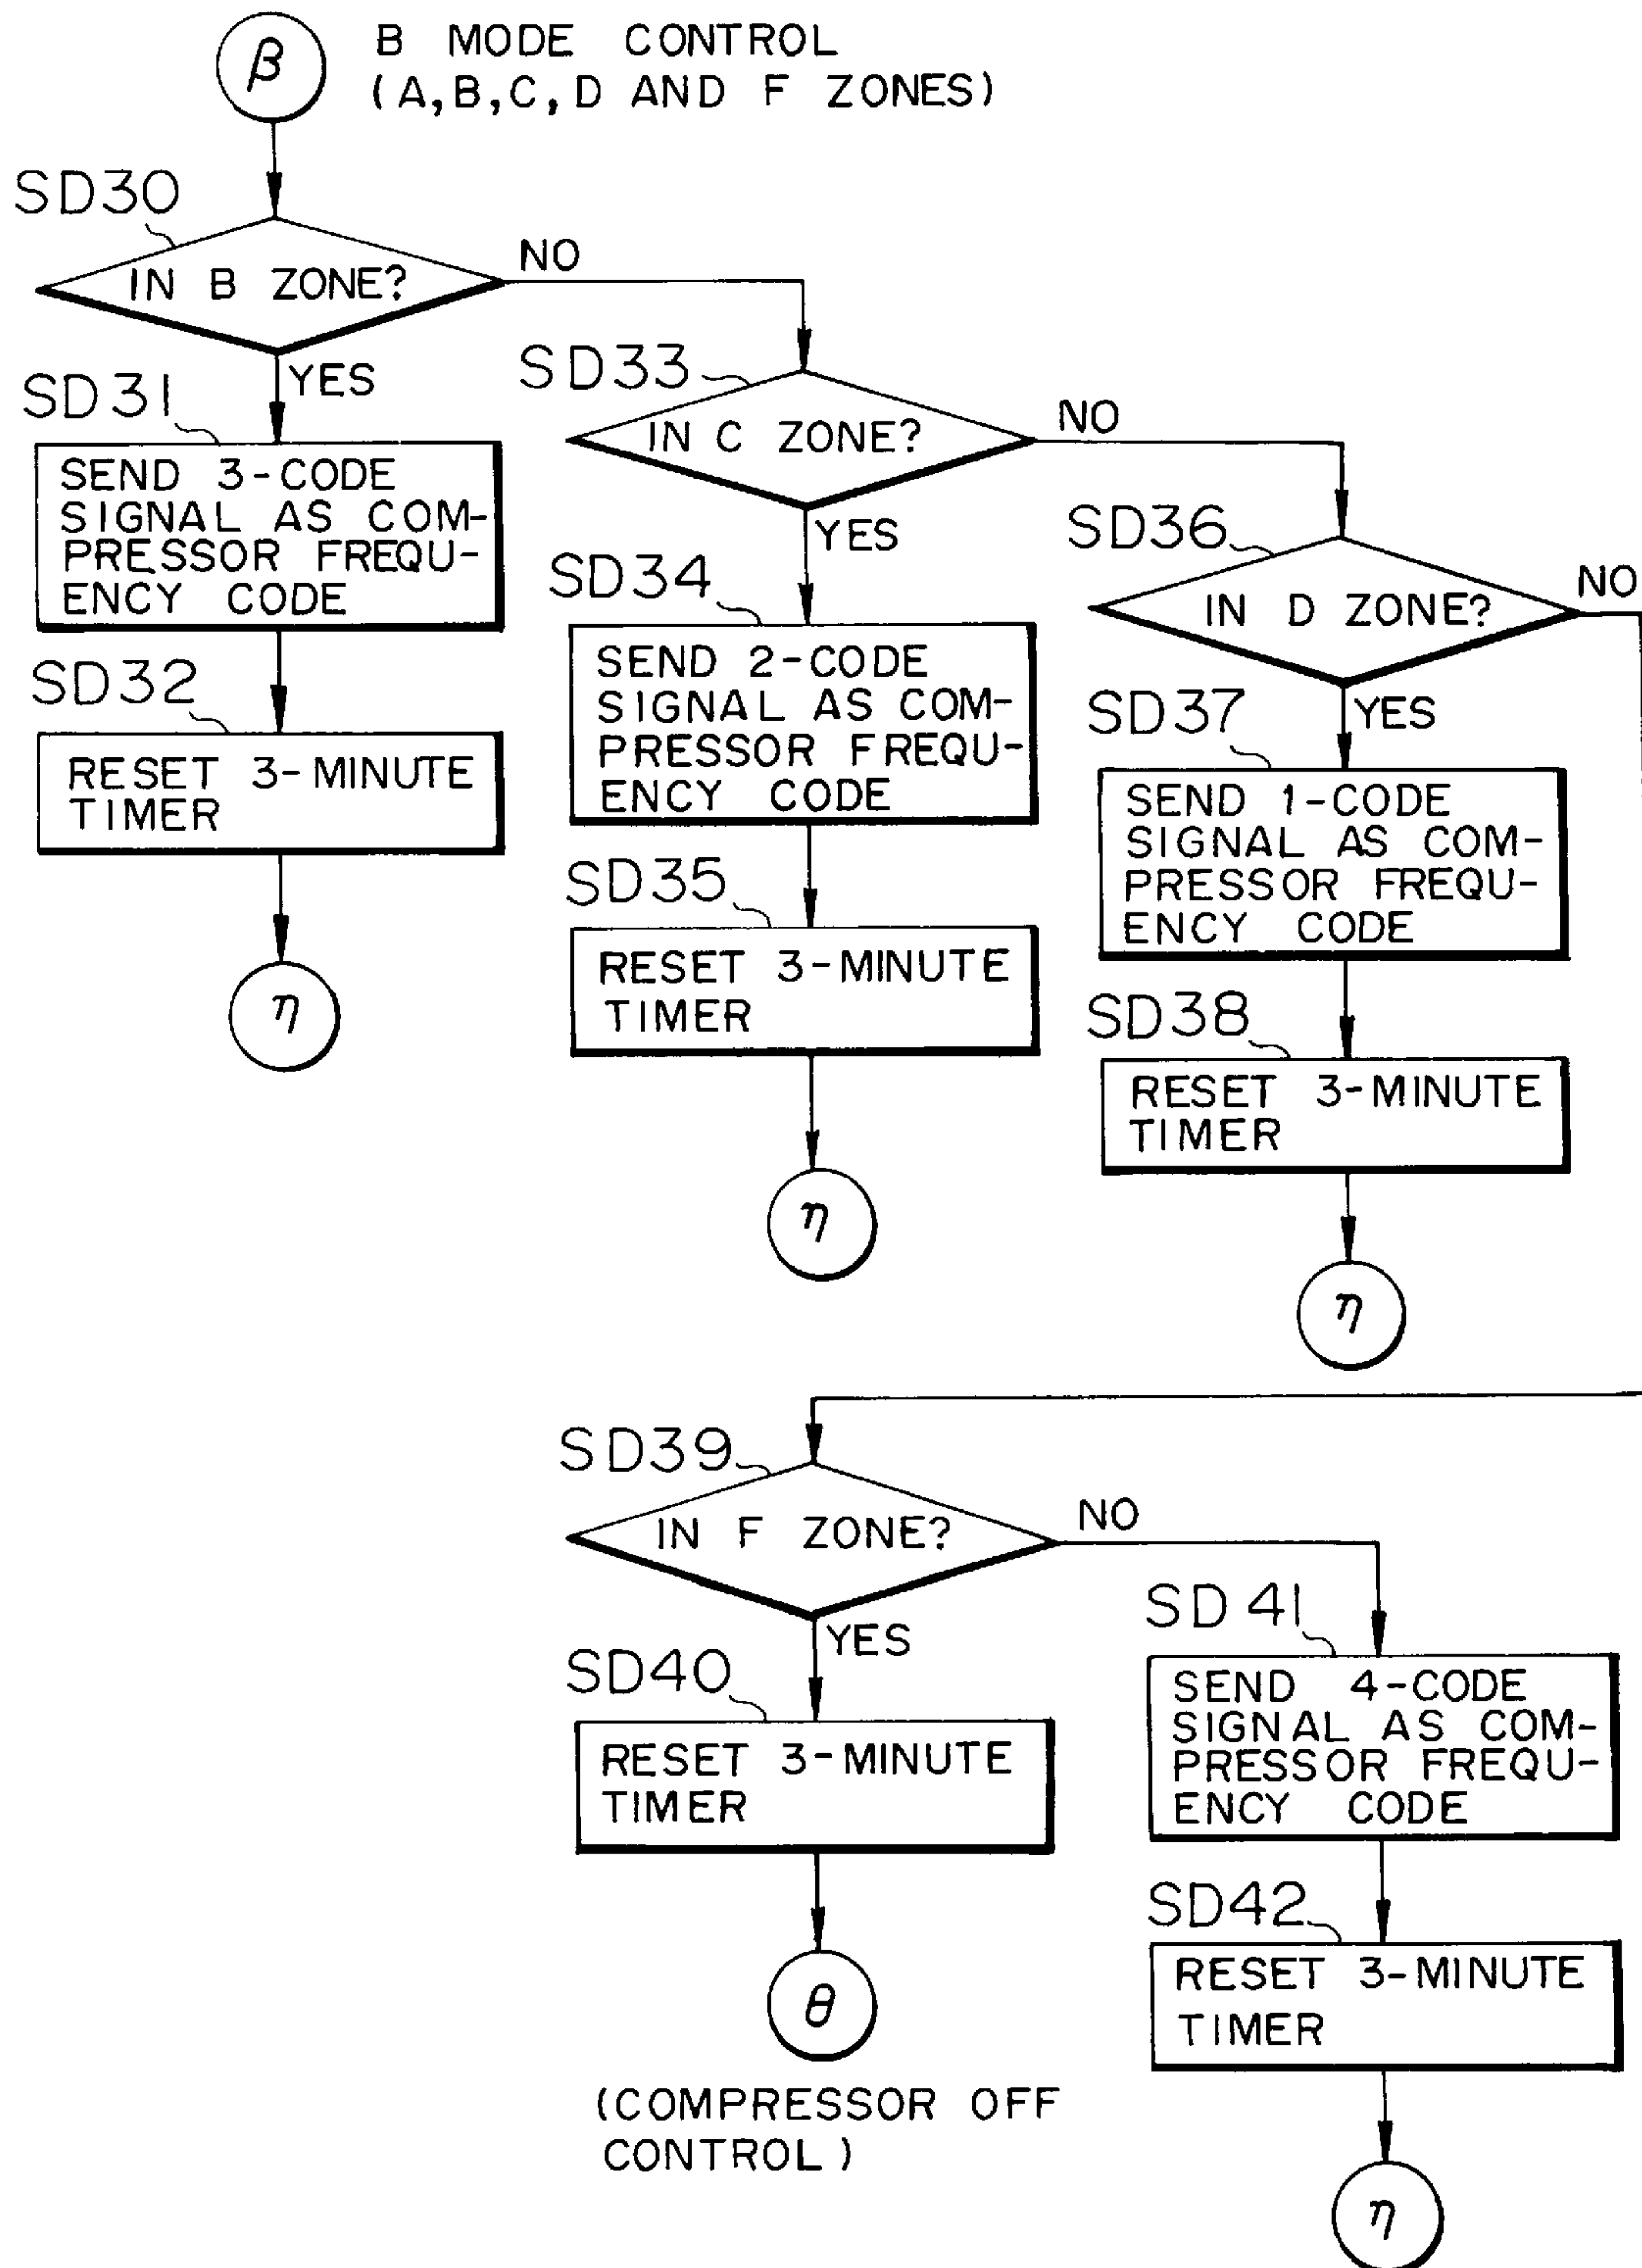 β
B MODE CONTROL
(A,B,C,D AND F ZONES)
SD30
IN B ZONE?
NO
YES
SD31
SEND 3-CODE
SIGNAL AS COM-
PRESSOR FREQU-
ENCY CODE
SD32
RESET 3-MINUTE
TIMER
η
SD33
IN C ZONE?
NO
YES
SD34
SEND 2-CODE
SIGNAL AS COM-
PRESSOR FREQU-
ENCY CODE
SD35
RESET 3-MINUTE
TIMER
η
SD36
IN D ZONE?
NO
YES
SD37
SEND 1-CODE
SIGNAL AS COM-
PRESSOR FREQU-
ENCY CODE
SD38
RESET 3-MINUTE
TIMER
η
SD39
IN F ZONE?
NO
YES
SD40
RESET 3-MINUTE
TIMER
θ
(COMPRESSOR OFF
CONTROL)
SD41
SEND 4-CODE
SIGNAL AS COM-
PRESSOR FREQU-
ENCY CODE
SD42
RESET 3-MINUTE
TIMER
η